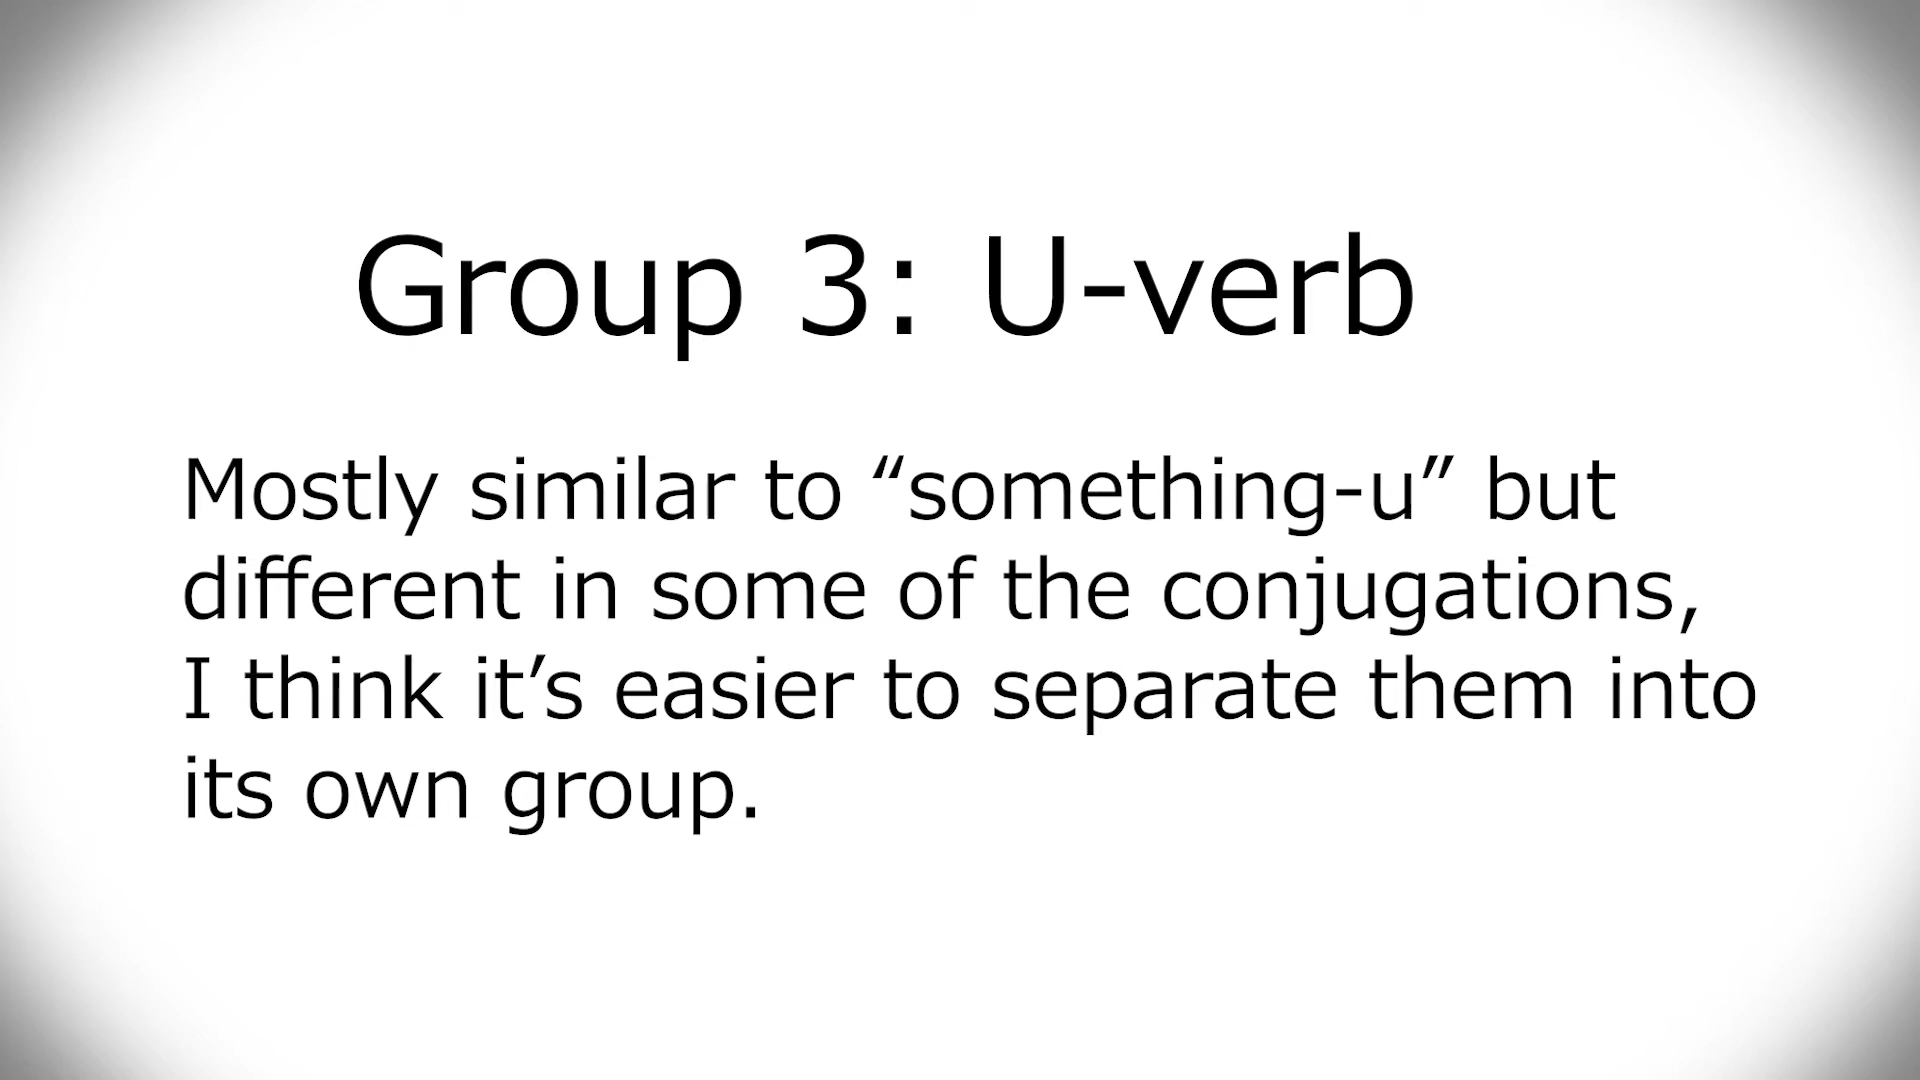 Group 3: U-verb
Mostly similar to “something-u” but
different in some of the conjugations,
I think it’s easier to separate them into
its own group.